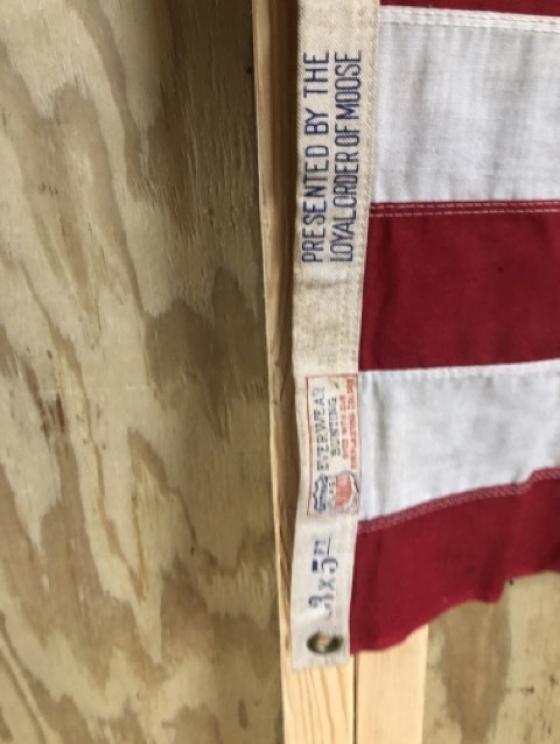 PRESENTED BY THE
LOYAL ORDER OF MOOSE
EVERWEAR
BUNTING
3 x 5 FT